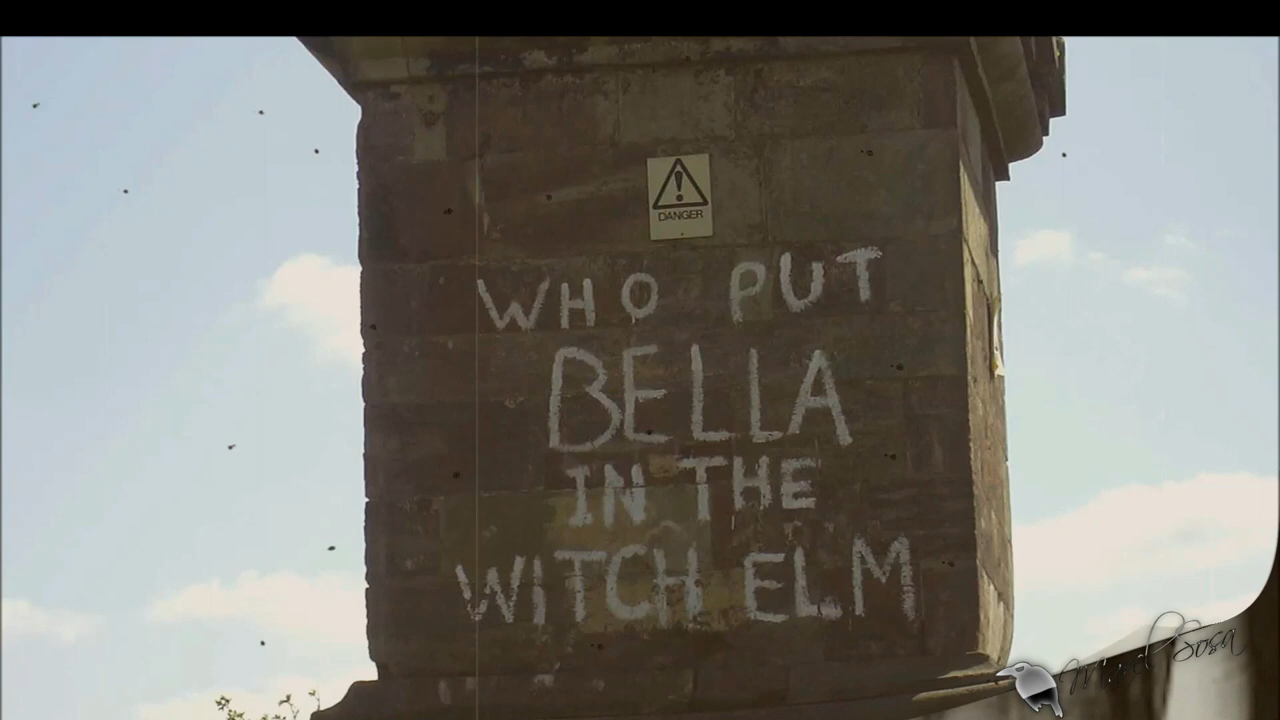 DANGER
WHO PUT
BELLA
IN THE
WITCH ELM